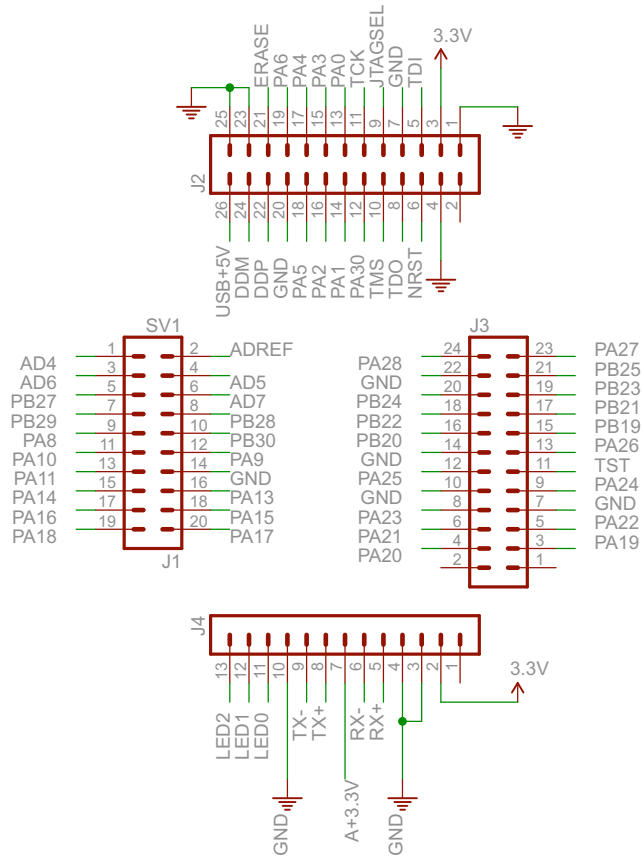 3.3V
ERASE
PA6
PA4
PA3
PA0
TCK
JTAGSEL
GND
TDI
25 23 21 19 17 15 13 11 9 7 5 3 1
J2
26 24 22 20 18 16 14 12 10 8 6 4 2
USB+5V
DDM
DDP
GND
PA5
PA2
PA1
PA30
TMS
TDO
NRST
SV1
1 2 ADREF
AD4 3 4
AD6 5 6 AD5
PB27 7 8 AD7
PB29 9 10 PB28
PA8 11 12 PB30
PA10 13 14 PA9
PA11 15 16 GND
PA14 17 18 PA13
PA16 19 20 PA15
PA18 PA17
J1
J3
24 23 PA27
PA28 22 21 PB25
GND 20 19 PB23
PB24 18 17 PB21
PB22 16 15 PB19
PB20 14 13 PA26
GND 12 11 TST
PA25 10 9 PA24
GND 8 7 GND
PA23 6 5 PA22
PA21 4 3 PA19
PA20 2 1
J4
13 12 11 10 9 8 7 6 5 4 3 2 1
3.3V
LED2
LED1
LED0
TX-
TX+
RX-
RX+
GND
A+3.3V
GND